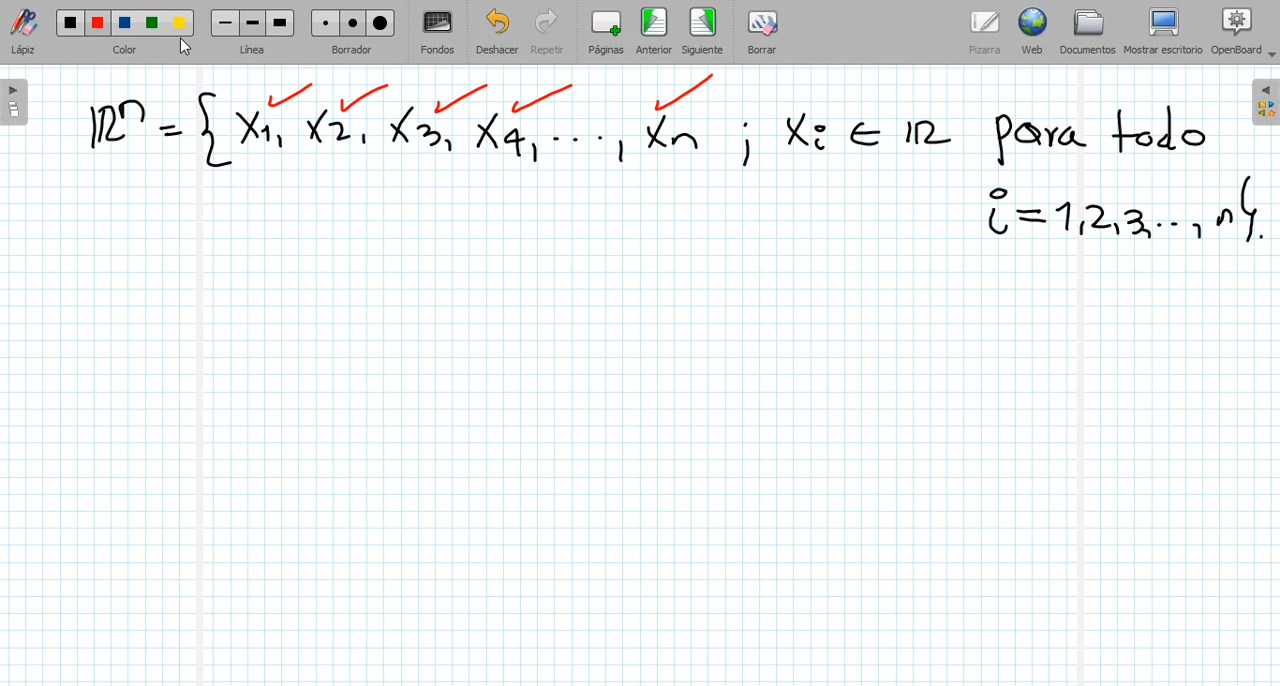 Lápiz Color Línea Borrador Fondos Deshacer Repetir Páginas Anterior Siguiente Borrar Pizarra Web Documentos Mostrar escritorio OpenBoard
ℝⁿ = { x1, x2, x3, x4, ..., xn ; xi ∈ ℝ para todo
i = 1, 2, 3, ..., n}.